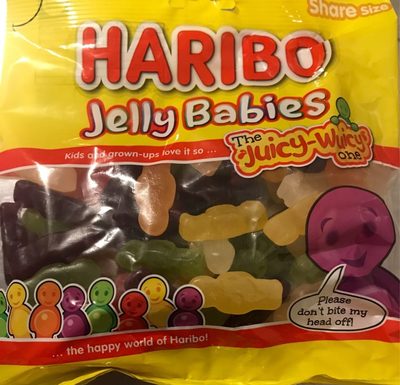 Share Size
HARIBO
Jelly Babies
The
Juicy-Wuicy
one
Kids and grown-ups love it so ...
Please
don't bite my
head off!
... the happy world of Haribo!